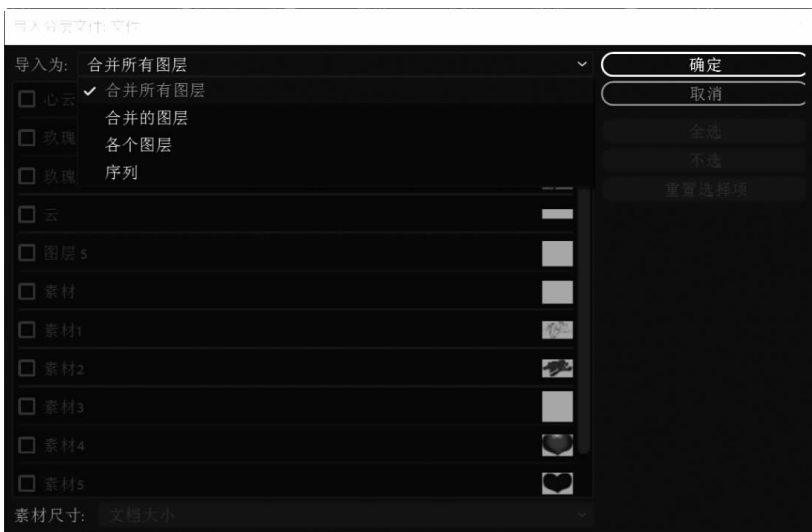 导入分层文件: 文件
导入为: 合并所有图层
确定
合并所有图层
取消
心云
合并的图层
全选
玫瑰
各个图层
不选
玫瑰
序列
重置选择项
云
图层 5
素材
素材1
素材2
素材3
素材4
素材5
素材尺寸: 文档大小